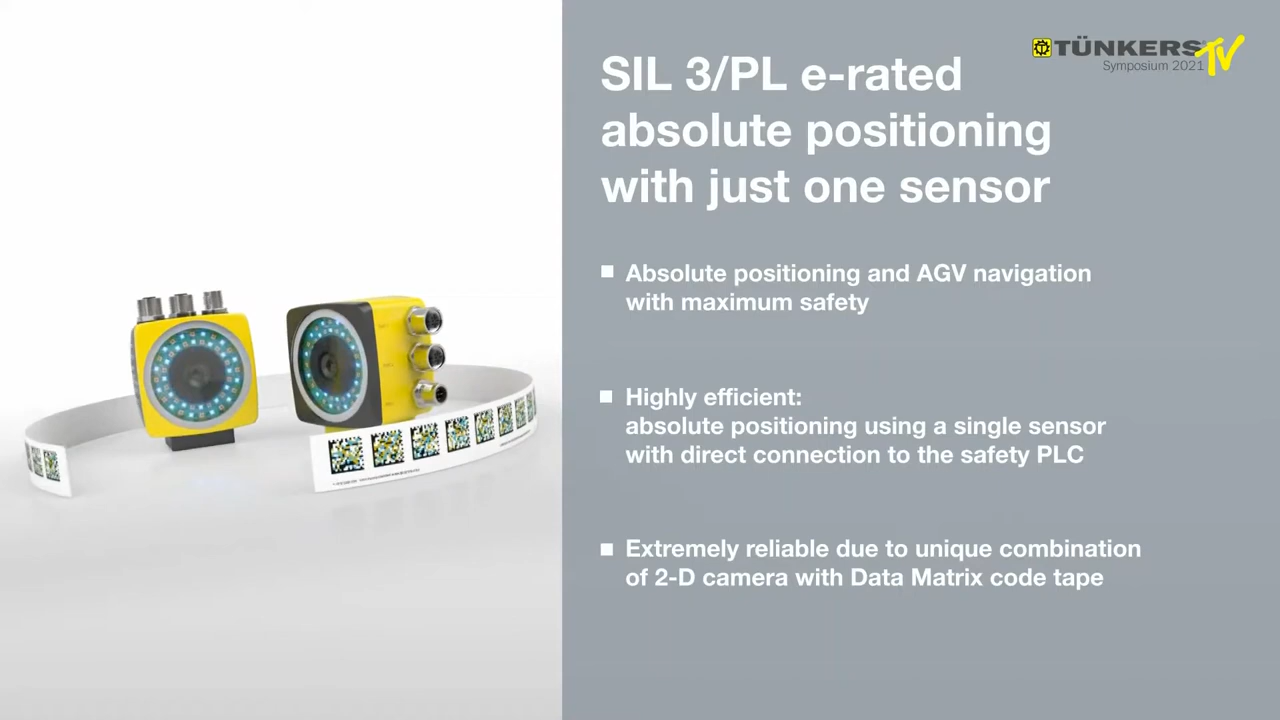 TÜNKERS TV
Symposium 2021
SIL 3/PL e-rated
absolute positioning
with just one sensor
Absolute positioning and AGV navigation
with maximum safety
Highly efficient:
absolute positioning using a single sensor
with direct connection to the safety PLC
Extremely reliable due to unique combination
of 2-D camera with Data Matrix code tape